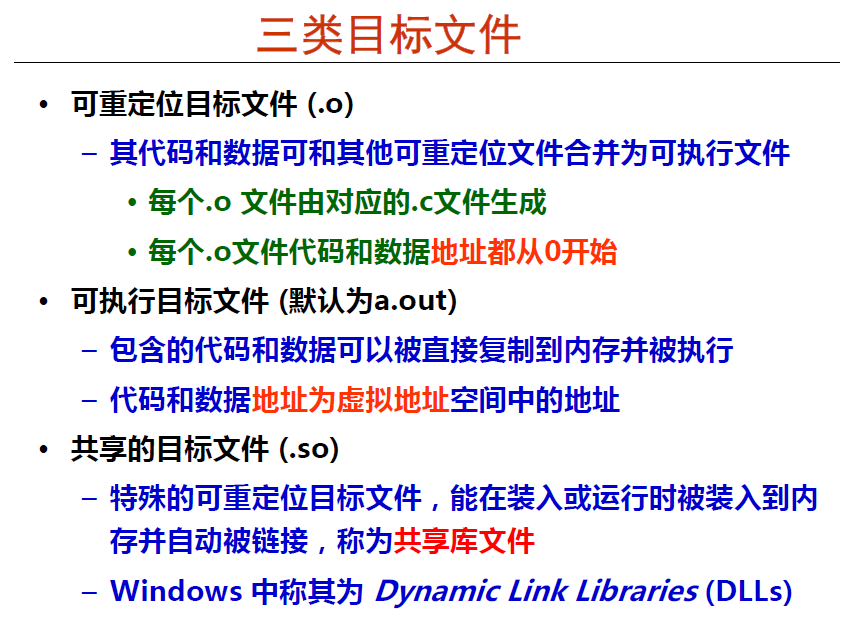 三类目标文件
• 可重定位目标文件 (.o)
– 其代码和数据可和其他可重定位文件合并为可执行文件
• 每个.o 文件由对应的.c文件生成
• 每个.o文件代码和数据地址都从0开始
• 可执行目标文件 (默认为a.out)
– 包含的代码和数据可以被直接复制到内存并被执行
– 代码和数据地址为虚拟地址空间中的地址
• 共享的目标文件 (.so)
– 特殊的可重定位目标文件，能在装入或运行时被装入到内
存并自动被链接，称为共享库文件
– Windows 中称其为 Dynamic Link Libraries (DLLs)